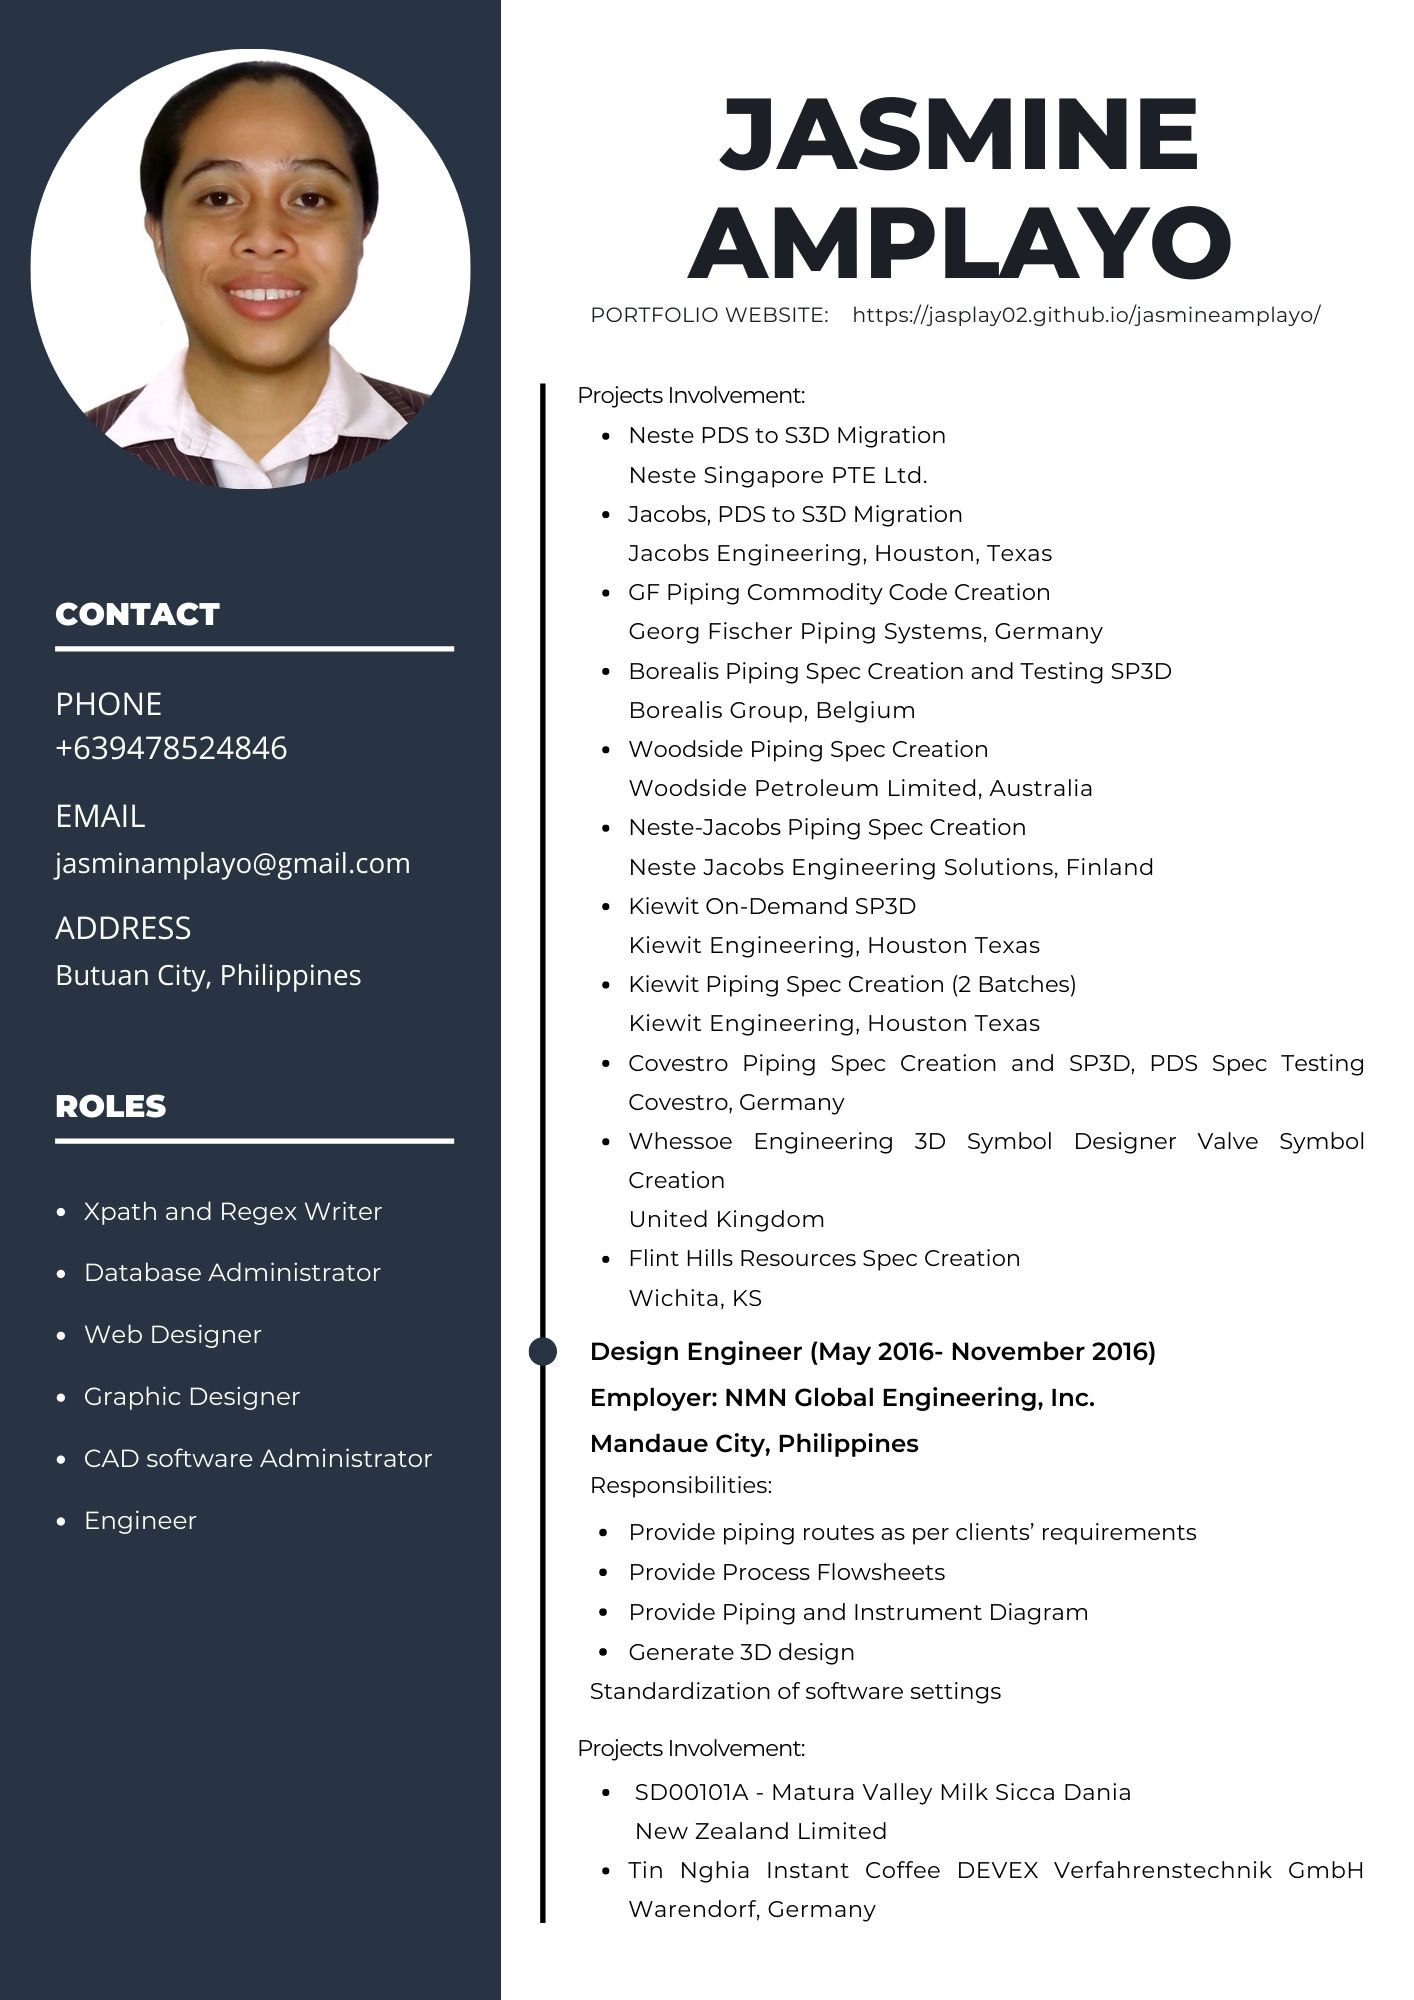 JASMINE
AMPLAYO
PORTFOLIO WEBSITE: https://jasplay02.github.io/jasmineamplayo/
CONTACT
PHONE
+639478524846
EMAIL
jasminamplayo@gmail.com
ADDRESS
Butuan City, Philippines
ROLES
• Xpath and Regex Writer
• Database Administrator
• Web Designer
• Graphic Designer
• CAD software Administrator
• Engineer
Projects Involvement:
• Neste PDS to S3D Migration
Neste Singapore PTE Ltd.
• Jacobs, PDS to S3D Migration
Jacobs Engineering, Houston, Texas
• GF Piping Commodity Code Creation
Georg Fischer Piping Systems, Germany
• Borealis Piping Spec Creation and Testing SP3D
Borealis Group, Belgium
• Woodside Piping Spec Creation
Woodside Petroleum Limited, Australia
• Neste-Jacobs Piping Spec Creation
Neste Jacobs Engineering Solutions, Finland
• Kiewit On-Demand SP3D
Kiewit Engineering, Houston Texas
• Kiewit Piping Spec Creation (2 Batches)
Kiewit Engineering, Houston Texas
• Covestro Piping Spec Creation and SP3D, PDS Spec Testing
Covestro, Germany
• Whessoe Engineering 3D Symbol Designer Valve Symbol
Creation
United Kingdom
• Flint Hills Resources Spec Creation
Wichita, KS
Design Engineer (May 2016- November 2016)
Employer: NMN Global Engineering, Inc.
Mandaue City, Philippines
Responsibilities:
• Provide piping routes as per clients’ requirements
• Provide Process Flowsheets
• Provide Piping and Instrument Diagram
• Generate 3D design
Standardization of software settings
Projects Involvement:
• SD00101A - Matura Valley Milk Sicca Dania
New Zealand Limited
• Tin Nghia Instant Coffee DEVEX Verfahrenstechnik GmbH
Warendorf, Germany